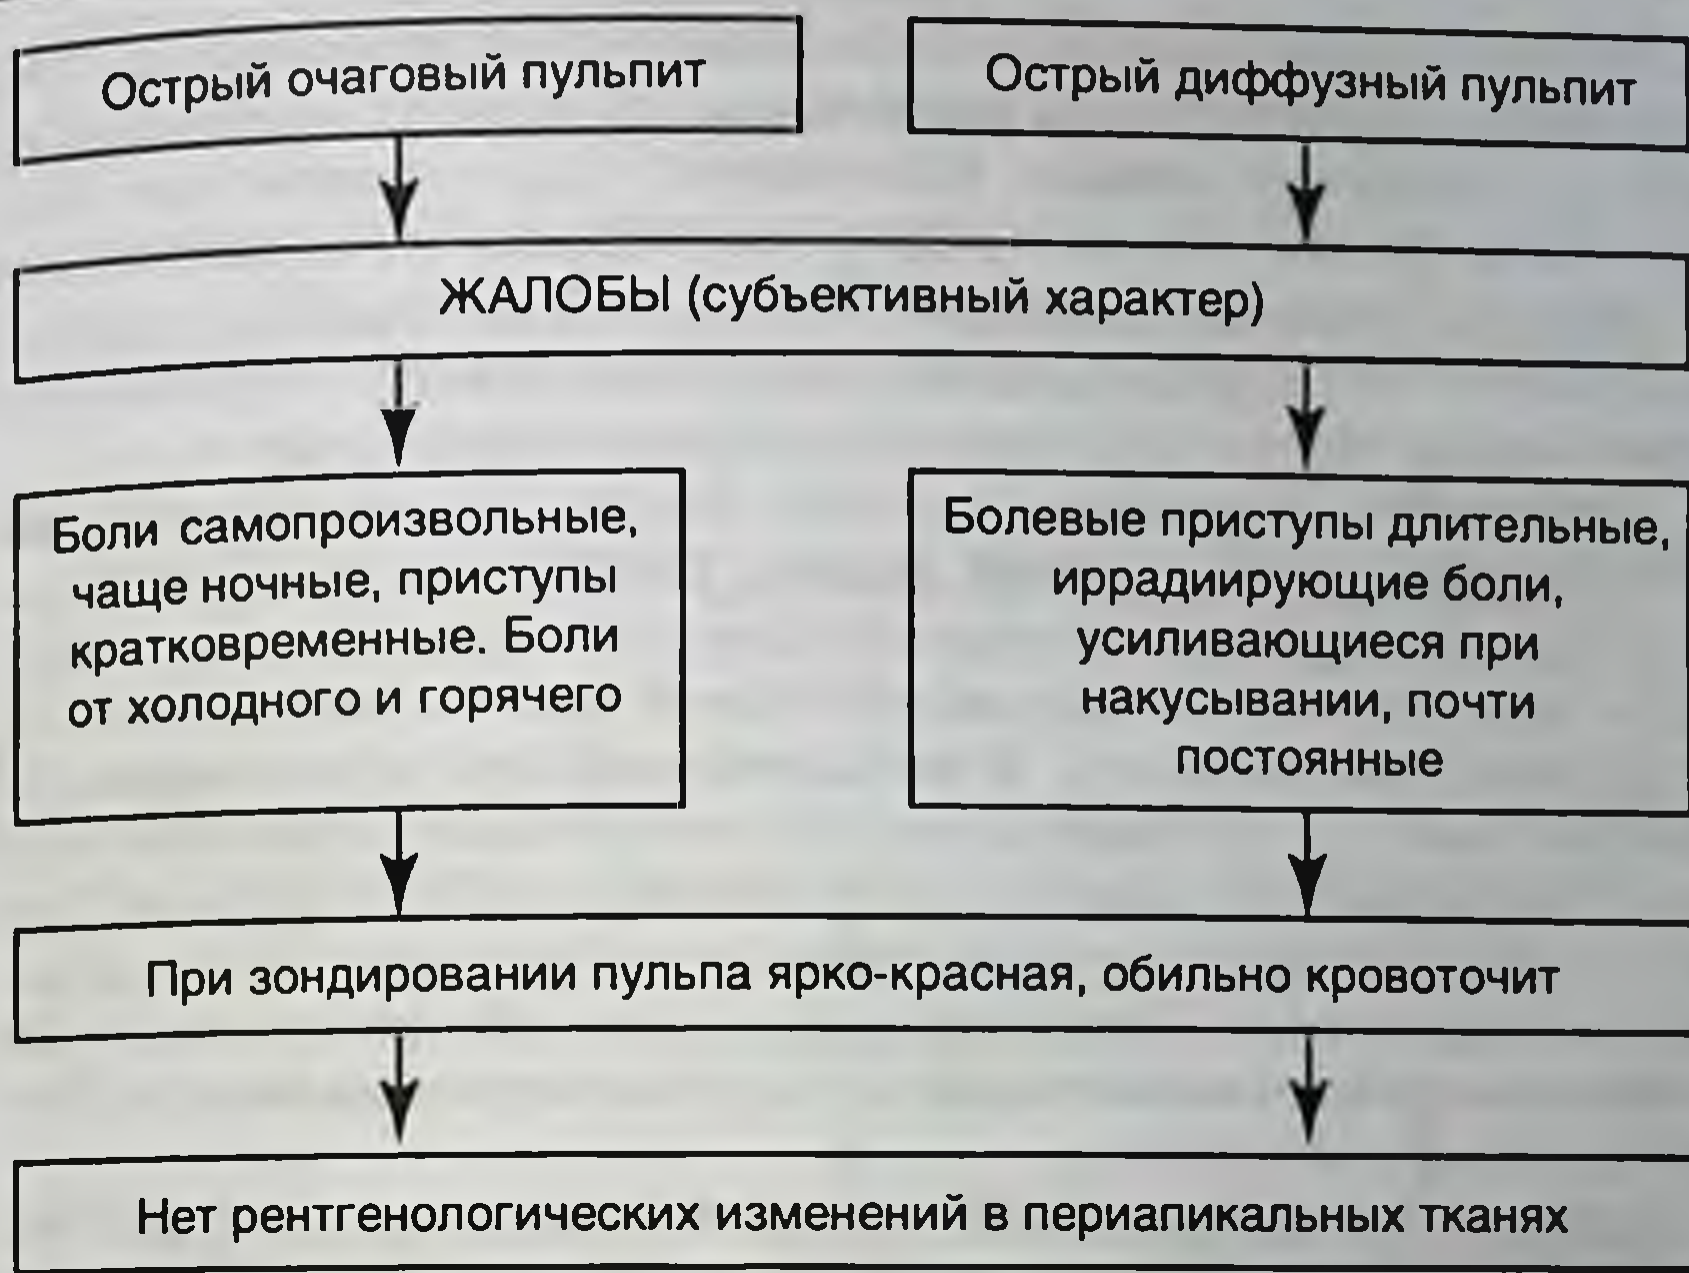 Острый очаговый пульпит
Острый диффузный пульпит
ЖАЛОБЫ (субъективный характер)
Боли самопроизвольные,
чаще ночные, приступы
кратковременные. Боли
от холодного и горячего
Болевые приступы длительные,
иррадиирующие боли,
усиливающиеся при
накусывании, почти
постоянные
При зондировании пульпа ярко-красная, обильно кровоточит
Нет рентгенологических изменений в периапикальных тканях